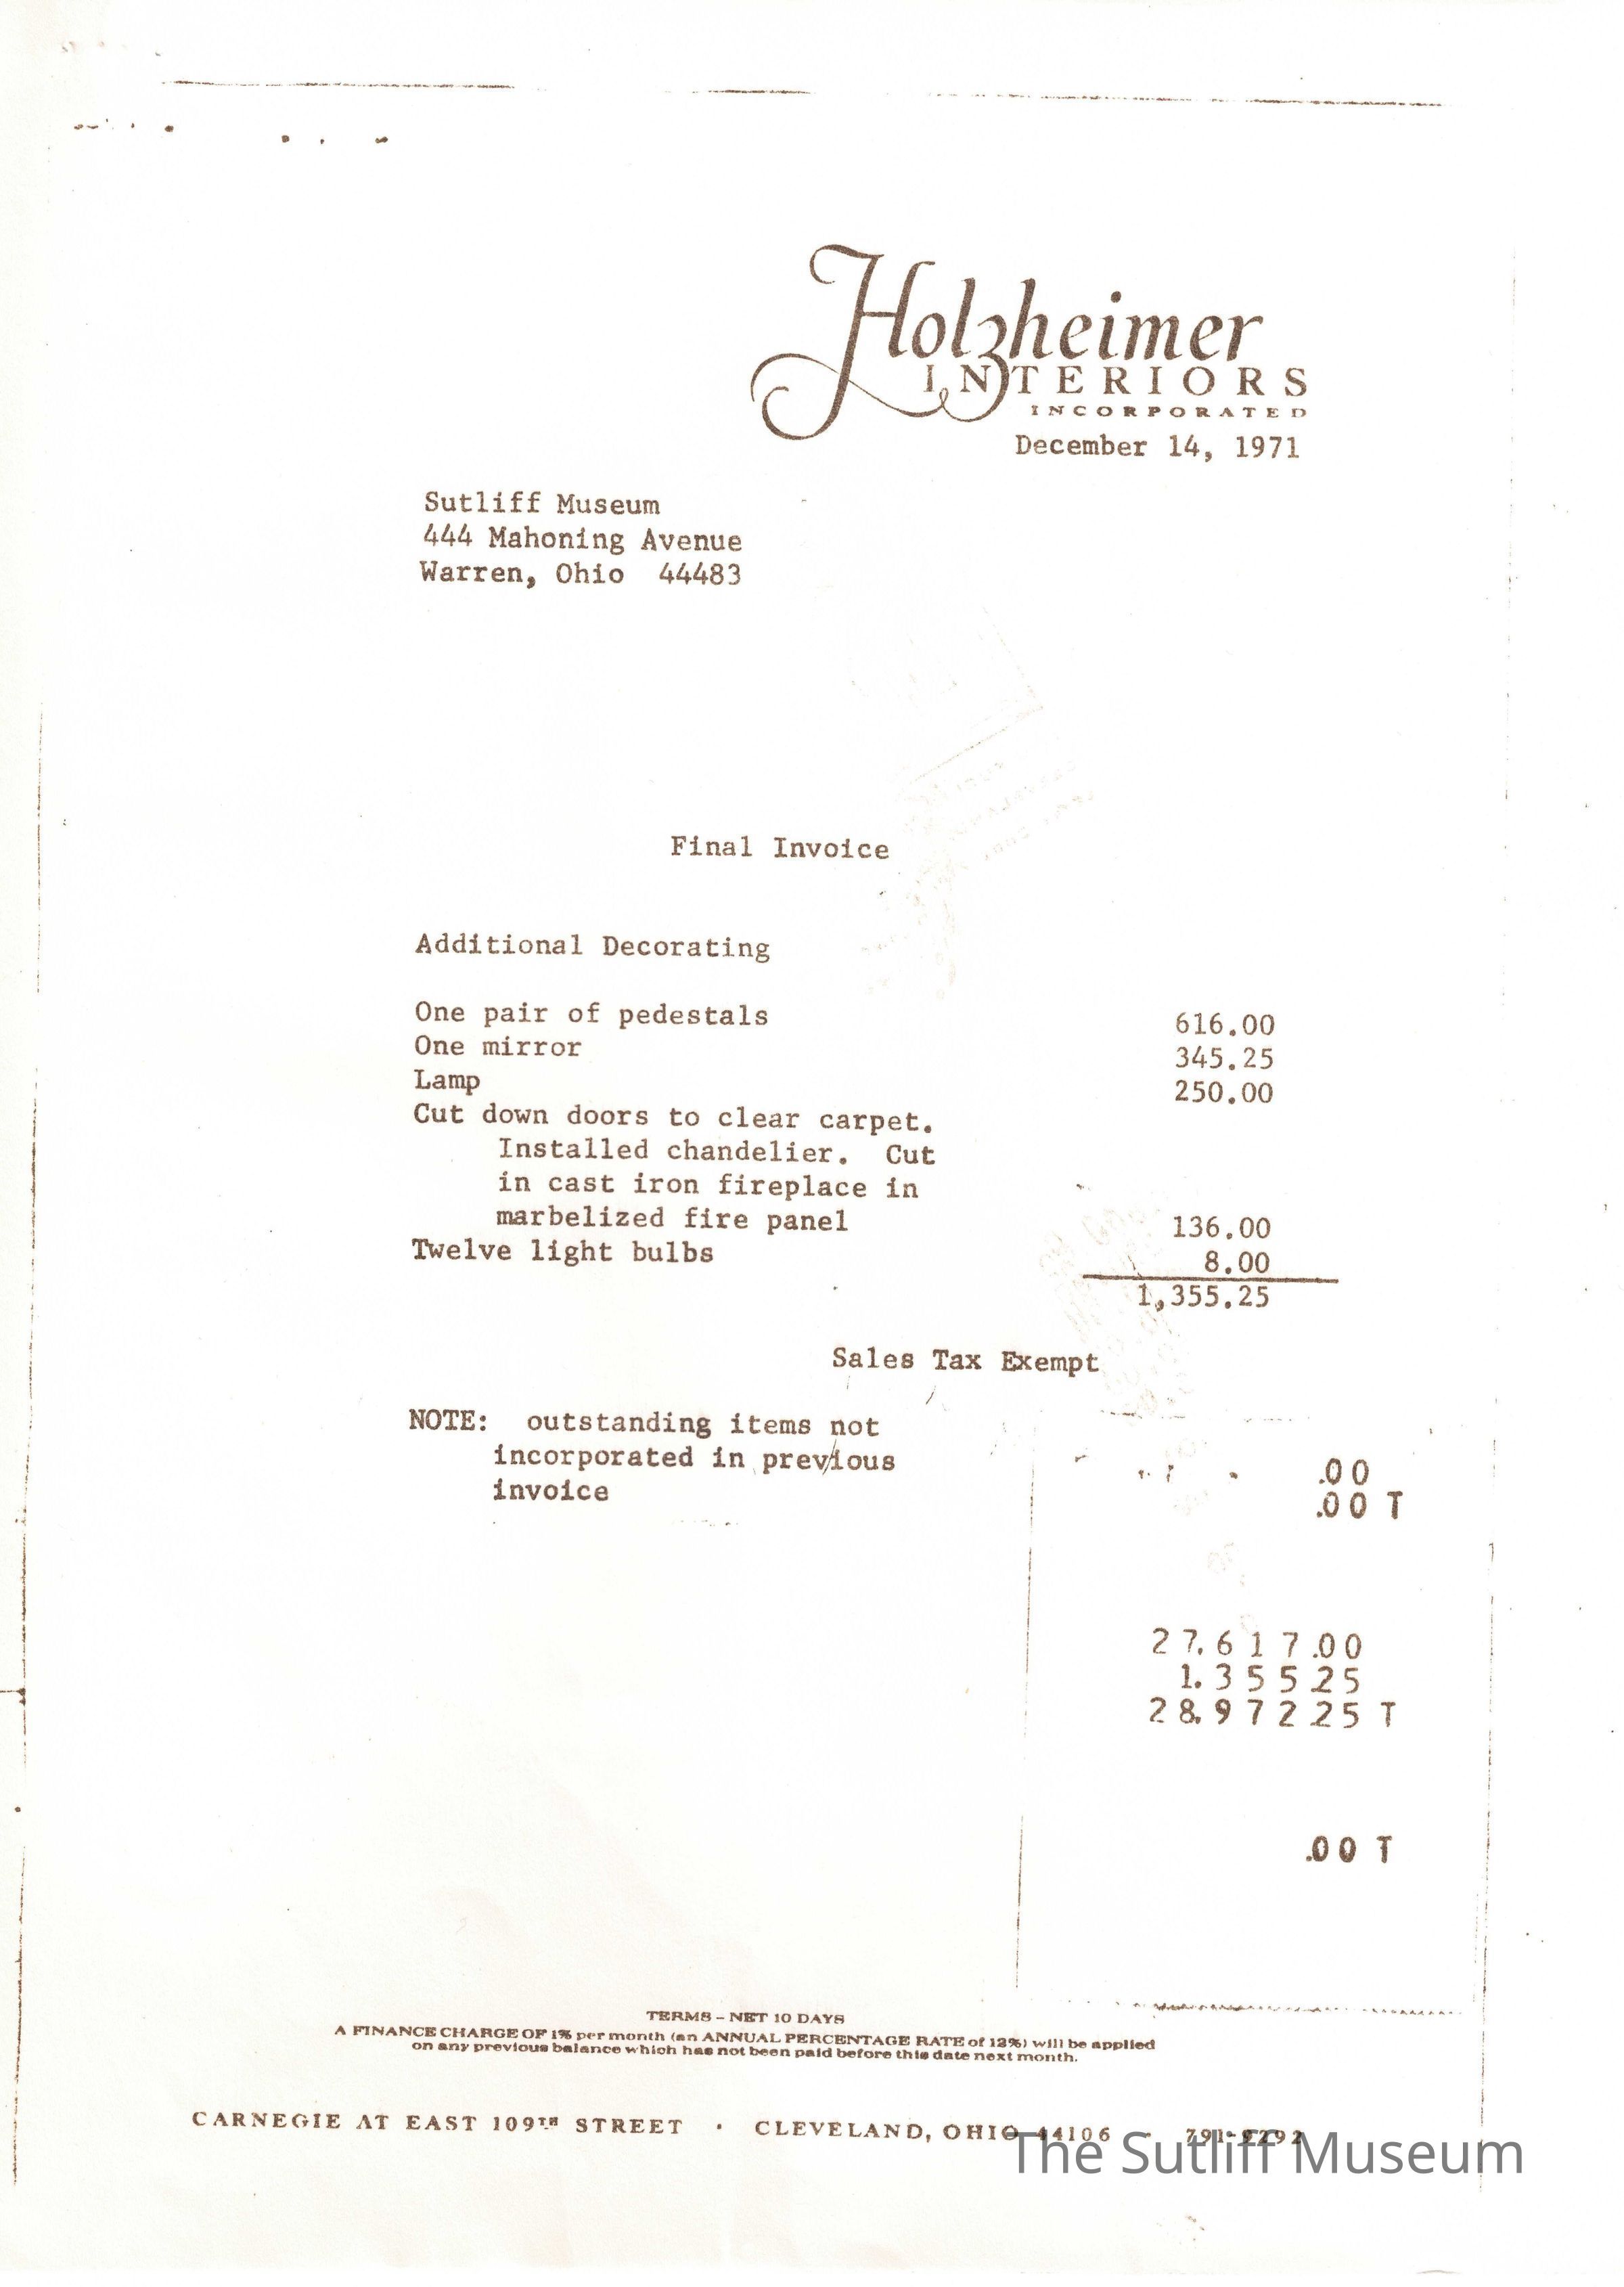 Holzheimer
INTERIORS
INCORPORATED
December 14, 1971
Sutliff Museum
444 Mahoning Avenue
Warren, Ohio 44483
Final Invoice
Additional Decorating
One pair of pedestals 616.00
One mirror 345.25
Lamp 250.00
Cut down doors to clear carpet.
Installed chandelier. Cut
in cast iron fireplace in
marbelized fire panel 136.00
Twelve light bulbs 8.00
1,355.25
Sales Tax Exempt
NOTE: outstanding items not
incorporated in previous
invoice
.00
.00 T
27,617.00
1,355.25
28,972.25 T
.00 T
TERMS – NET 10 DAYS
A FINANCE CHARGE OF 1% per month (an ANNUAL PERCENTAGE RATE of 12%) will be applied
on any previous balance which has not been paid before this date next month.
CARNEGIE AT EAST 109TH STREET · CLEVELAND, OHIO 44106 · 791-9292
The Sutliff Museum